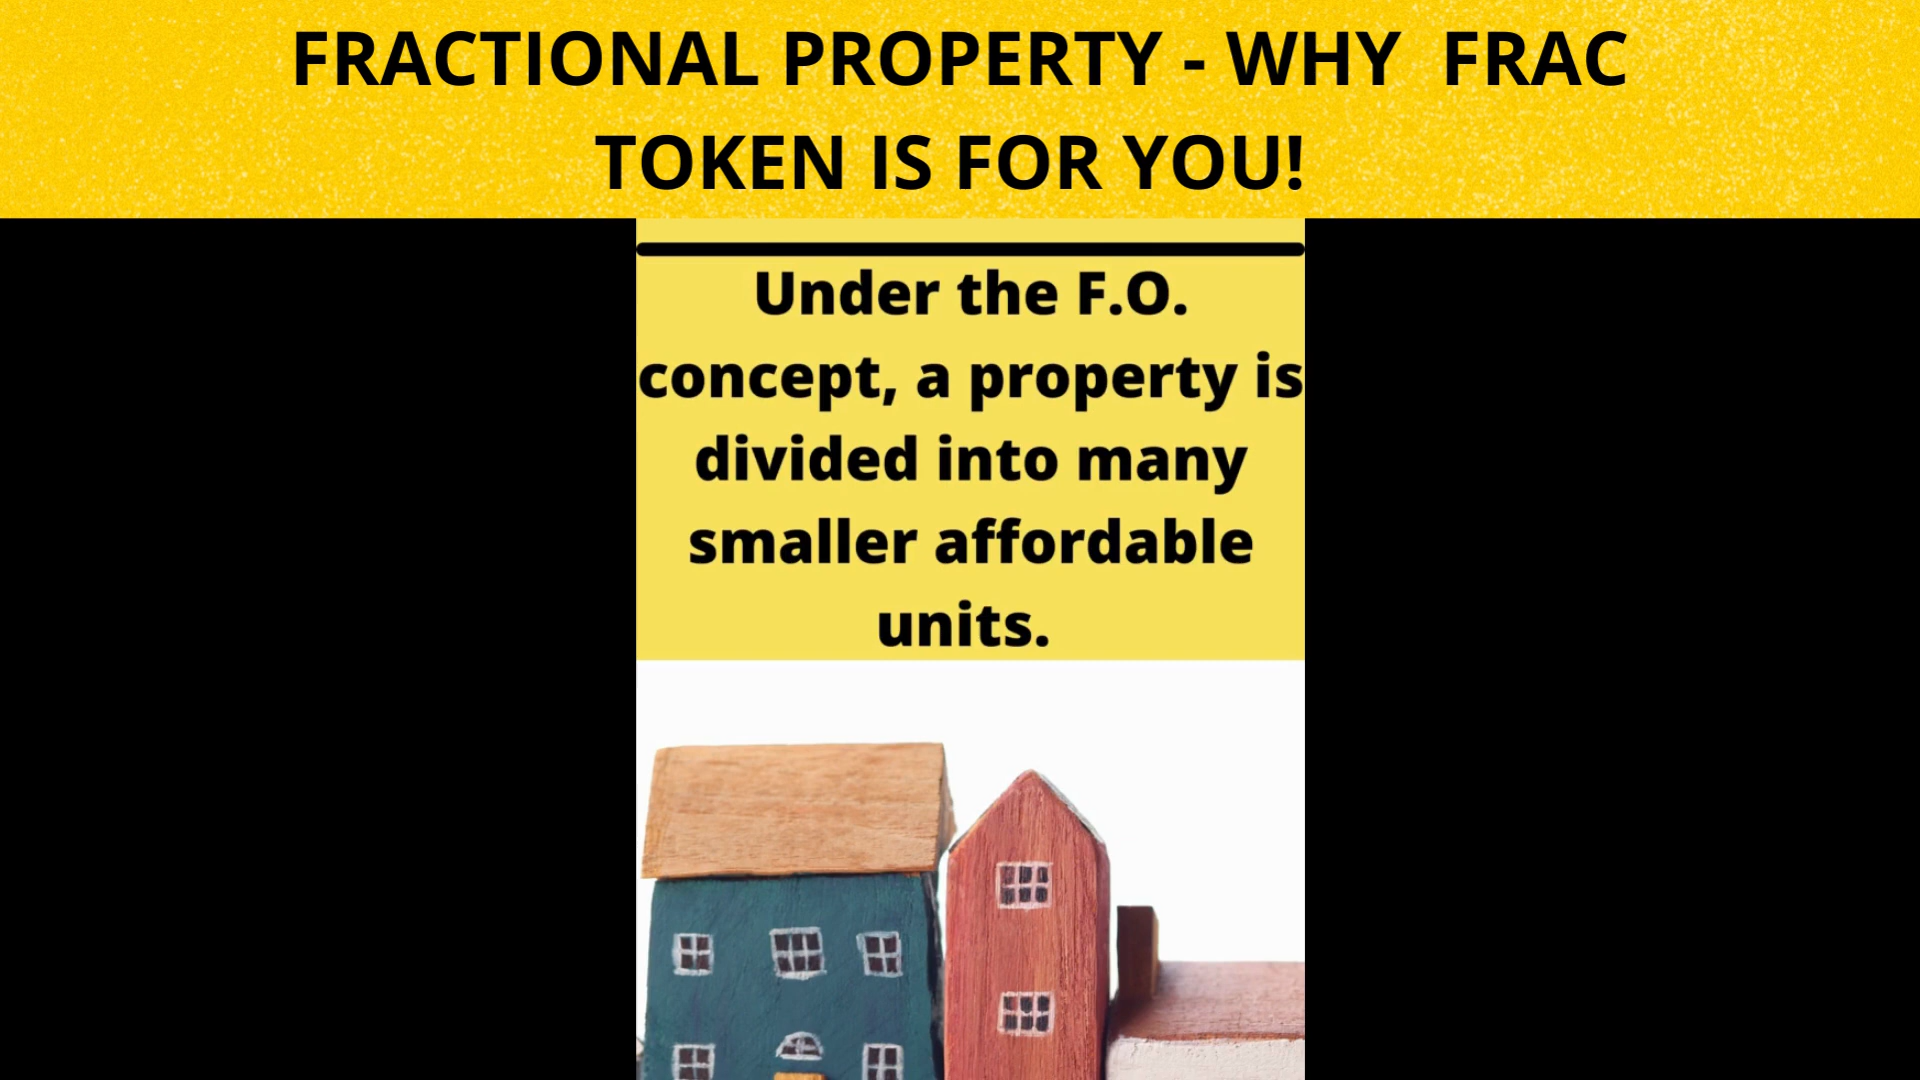 FRACTIONAL PROPERTY - WHY  FRAC
TOKEN IS FOR YOU!
Under the F.O.
concept, a property is
divided into many
smaller affordable
units.